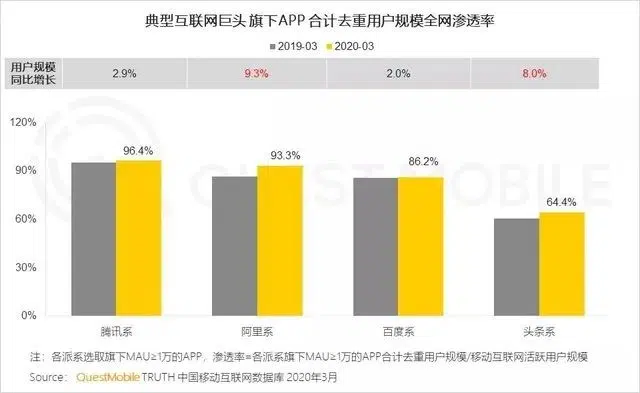 典型互联网巨头 旗下APP 合计去重用户规模全网渗透率
2019-03 2020-03
用户规模
同比增长
2.9% 9.3% 2.0% 8.0%
120%
90%
60%
30%
0%
96.4% 93.3% 86.2% 64.4%
腾讯系 阿里系 百度系 头条系
QUESTMOBILE
注：各派系选取旗下MAU≥1万的APP，渗透率=各派系旗下MAU≥1万的APP合计去重用户规模/移动互联网活跃用户规模
Source： QuestMobile TRUTH 中国移动互联网数据库 2020年3月